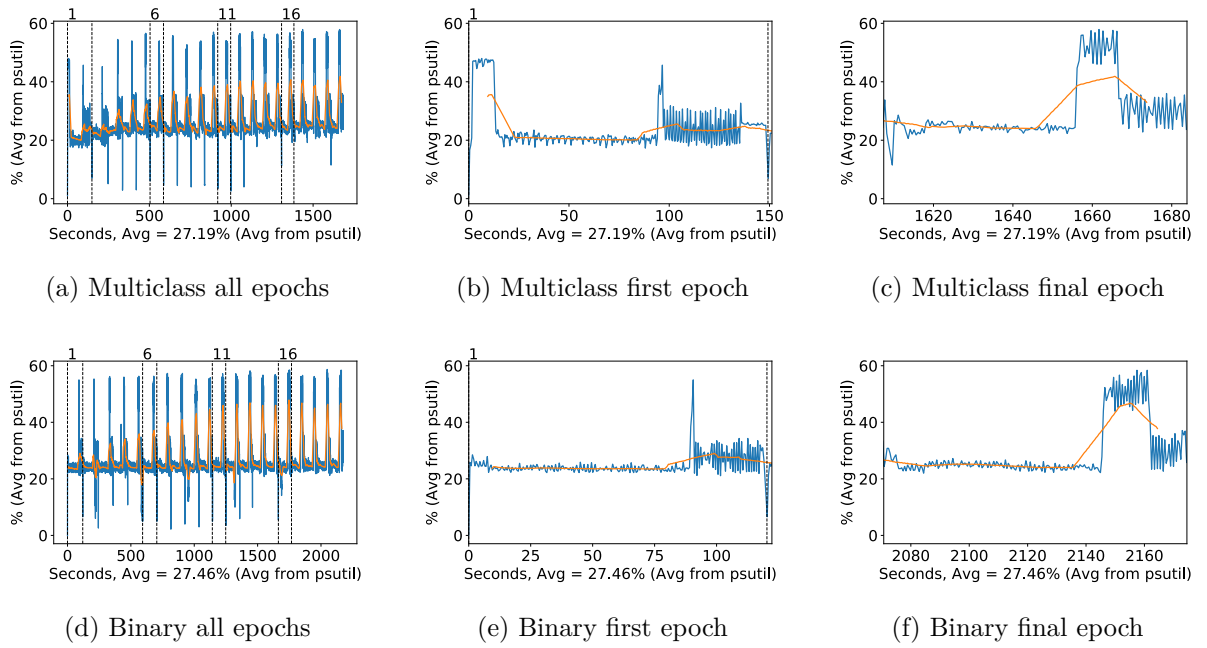 1 6 11 16
60
40
20
0
% (Avg from psutil)
0 500 1000 1500
Seconds, Avg = 27.19% (Avg from psutil)
(a) Multiclass all epochs
1
60
40
20
0
% (Avg from psutil)
0 50 100 150
Seconds, Avg = 27.19% (Avg from psutil)
(b) Multiclass first epoch
60
40
20
0
% (Avg from psutil)
1620 1640 1660 1680
Seconds, Avg = 27.19% (Avg from psutil)
(c) Multiclass final epoch
1 6 11 16
60
40
20
0
% (Avg from psutil)
0 500 1000 1500 2000
Seconds, Avg = 27.46% (Avg from psutil)
(d) Binary all epochs
1
60
40
20
0
% (Avg from psutil)
0 25 50 75 100
Seconds, Avg = 27.46% (Avg from psutil)
(e) Binary first epoch
60
40
20
0
% (Avg from psutil)
2080 2100 2120 2140 2160
Seconds, Avg = 27.46% (Avg from psutil)
(f) Binary final epoch